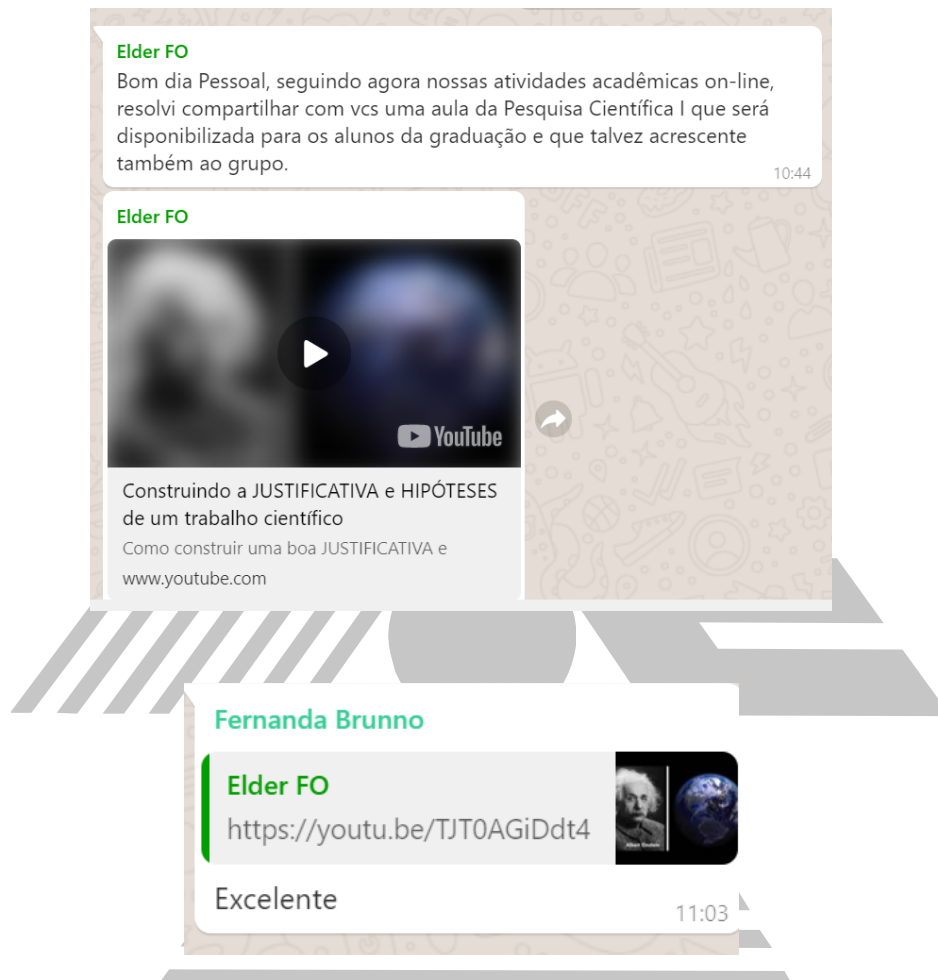 Elder FO
Bom dia Pessoal, seguindo agora nossas atividades acadêmicas on-line,
resolvi compartilhar com vcs uma aula da Pesquisa Científica I que será
disponibilizada para os alunos da graduação e que talvez acrescente
também ao grupo.
10:44
Elder FO
YouTube
Construindo a JUSTIFICATIVA e HIPÓTESES
de um trabalho científico
Como construir uma boa JUSTIFICATIVA e
www.youtube.com
Fernanda Brunno
Elder FO
https://youtu.be/TJT0AGiDdt4
Albert Einstein
Excelente
11:03